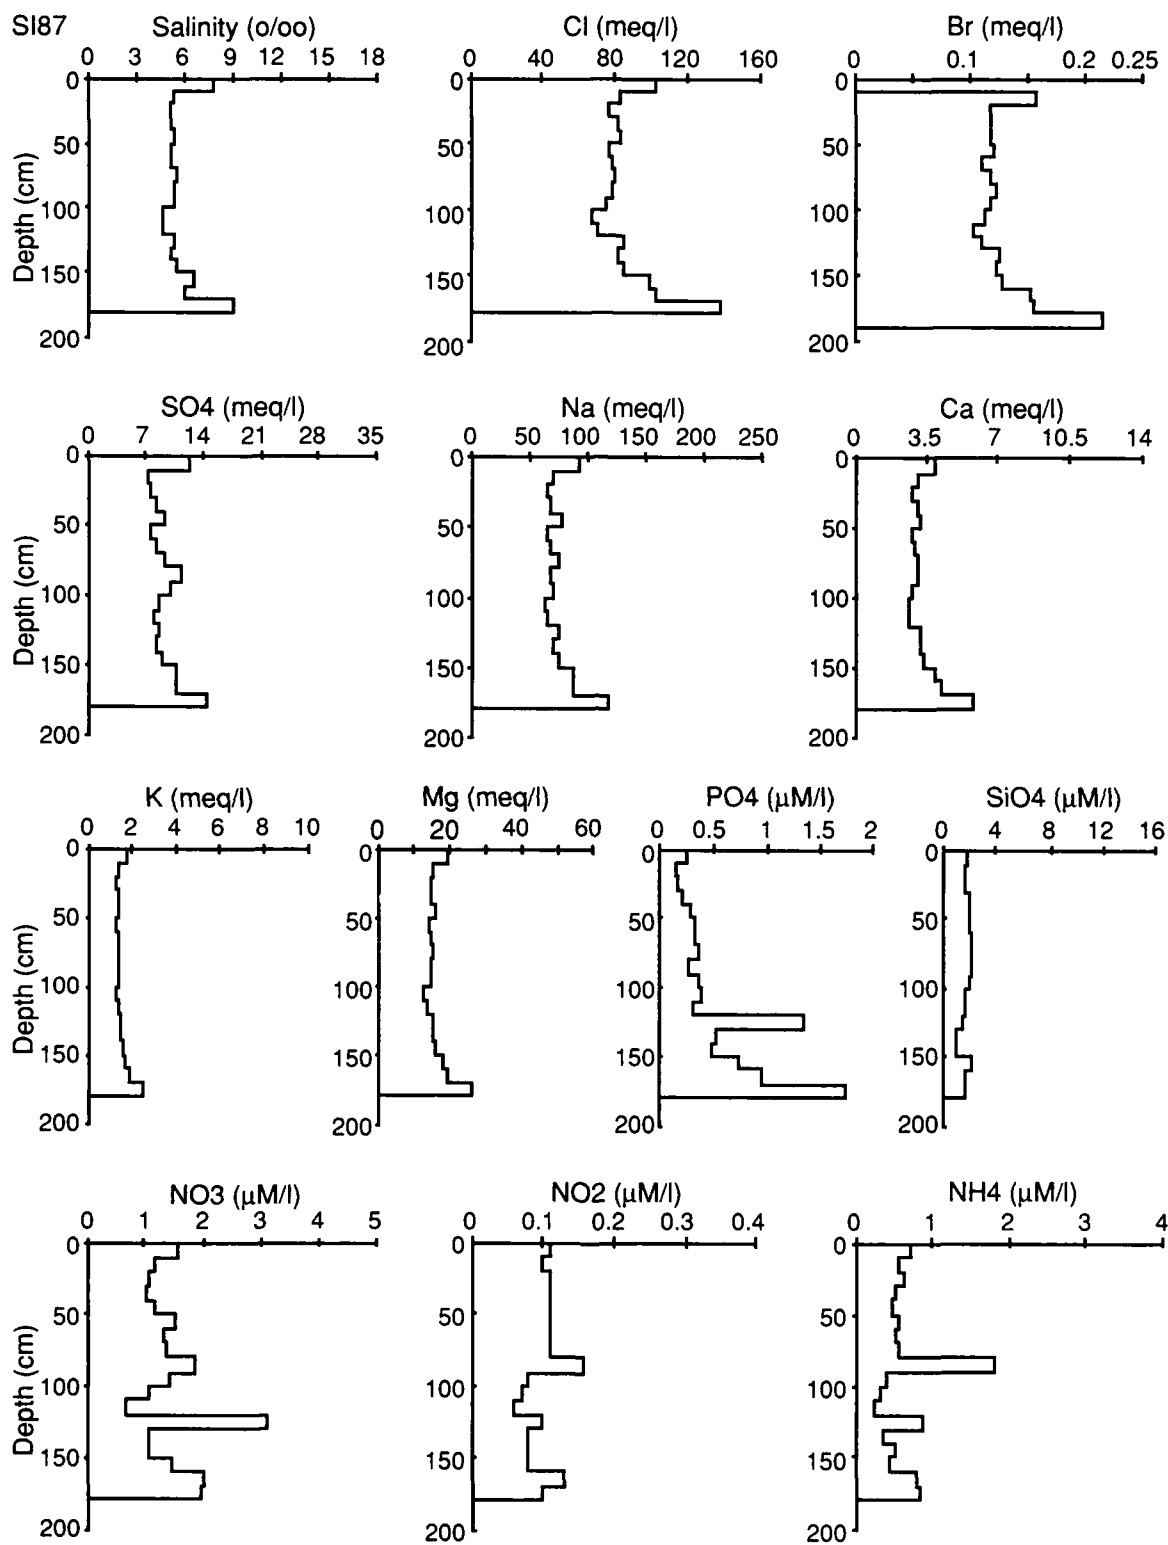 SI87 Salinity (o/oo) Cl (meq/l) Br (meq/l)
0 3 6 9 12 15 18 0 40 80 120 160 0 0.1 0.2 0.25
0 0 0
50 50 50
100 100 100
150 150 150
200 200 200
Depth (cm)
SO4 (meq/l) Na (meq/l) Ca (meq/l)
0 7 14 21 28 35 0 50 100 150 200 250 0 3.5 7 10.5 14
0 0 0
50 50 50
100 100 100
150 150 150
200 200 200
Depth (cm)
K (meq/l) Mg (meq/l) PO4 (μM/l) SiO4 (μM/l)
0 2 4 6 8 10 0 20 40 60 0 0.5 1 1.5 2 0 4 8 12 16
0 0 0 0
50 50 50 50
100 100 100 100
150 150 150 150
200 200 200 200
Depth (cm)
NO3 (μM/l) NO2 (μM/l) NH4 (μM/l)
0 1 2 3 4 5 0 0.1 0.2 0.3 0.4 0 1 2 3 4
0 0 0
50 50 50
100 100 100
150 150 150
200 200 200
Depth (cm)